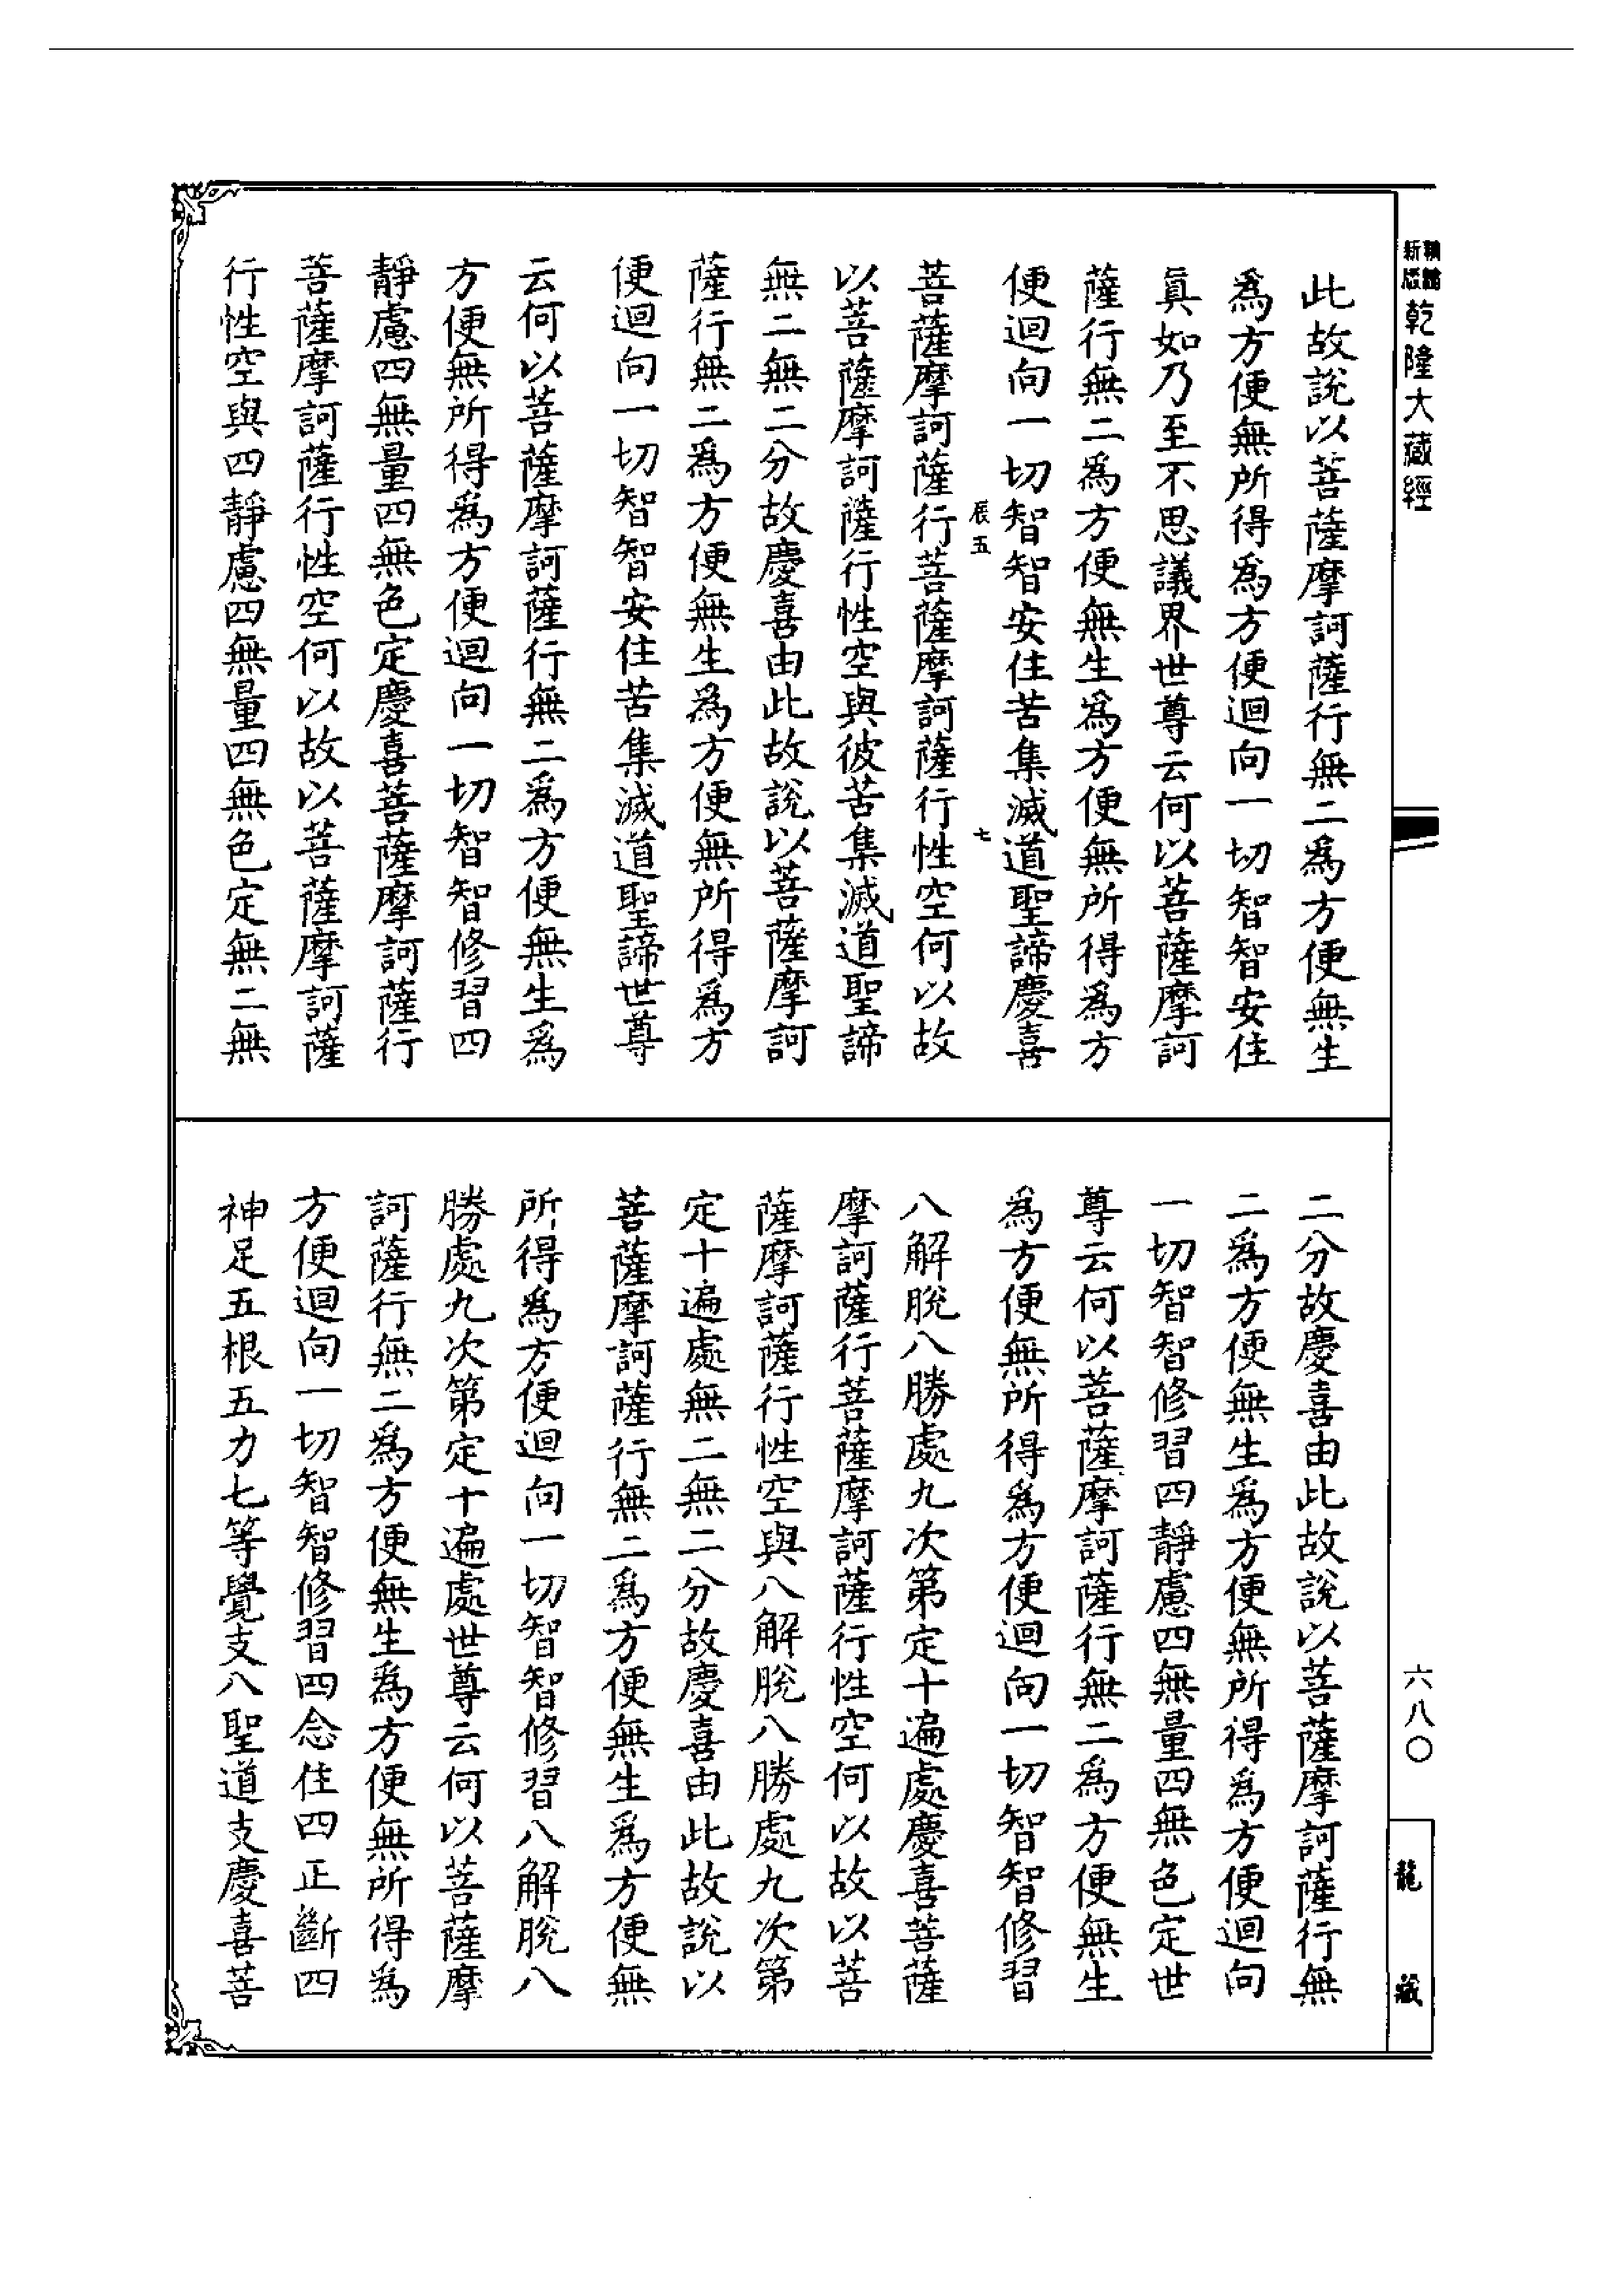 新版 精縮 乾隆大藏經
此故說以菩薩摩訶薩行無二爲方便無生
爲方便無所得爲方便迴向一切智智安住
眞如乃至不思議界世尊云何以菩薩摩訶
薩行無二爲方便無生爲方便無所得爲方
便迴向一切智智安住苦集滅道聖諦慶喜
展五 七
菩薩摩訶薩行菩薩摩訶薩行性空何以故
以菩薩摩訶薩行性空與彼苦集滅道聖諦
無二無二分故慶喜由此故說以菩薩摩訶
薩行無二爲方便無生爲方便無所得爲方
便迴向一切智智安住苦集滅道聖諦世尊
云何以菩薩摩訶薩行無二爲方便無生爲
方便無所得爲方便迴向一切智智修習四
靜慮四無量四無色定慶喜菩薩摩訶薩行
菩薩摩訶薩行性空何以故以菩薩摩訶薩
行性空與四靜慮四無量四無色定無二無
二分故慶喜由此故說以菩薩摩訶薩行無
二爲方便無生爲方便無所得爲方便迴向
一切智智修習四靜慮四無量四無色定世
尊云何以菩薩摩訶薩行無二爲方便無生
爲方便無所得爲方便迴向一切智智修習
八解脫八勝處九次第定十遍處慶喜菩薩
摩訶薩行菩薩摩訶薩行性空何以故以菩
薩摩訶薩行性空與八解脫八勝處九次第
定十遍處無二無二分故慶喜由此故說以
菩薩摩訶薩行無二爲方便無生爲方便無
所得爲方便迴向一切智智修習八解脫八
勝處九次第定十遍處世尊云何以菩薩摩
訶薩行無二爲方便無生爲方便無所得爲
方便迴向一切智智修習四念住四正斷四
神足五根五力七等覺支八聖道支慶喜菩
六八〇
龍藏